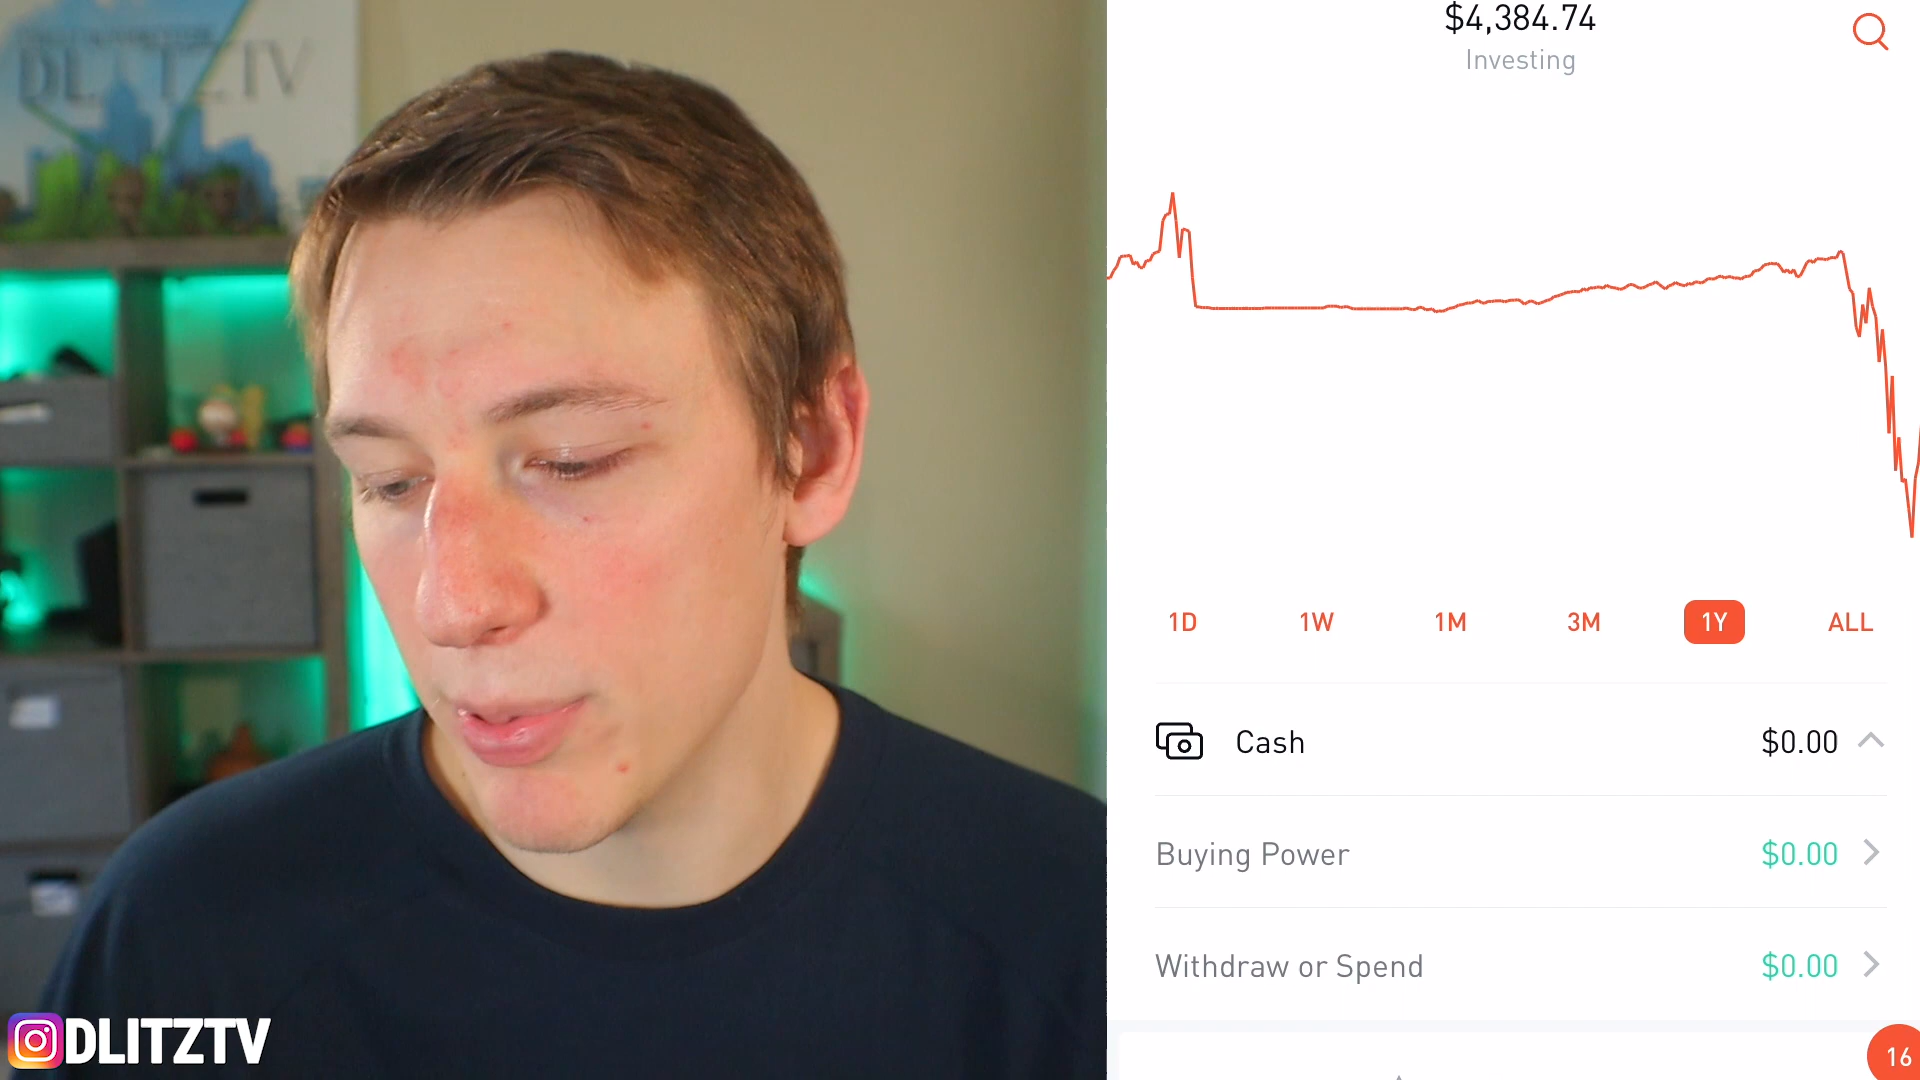 DLITZTV
DLITZTV
$4,384.74
Investing
1D 1W 1M 3M 1Y ALL
Cash $0.00
Buying Power $0.00
Withdraw or Spend $0.00
16